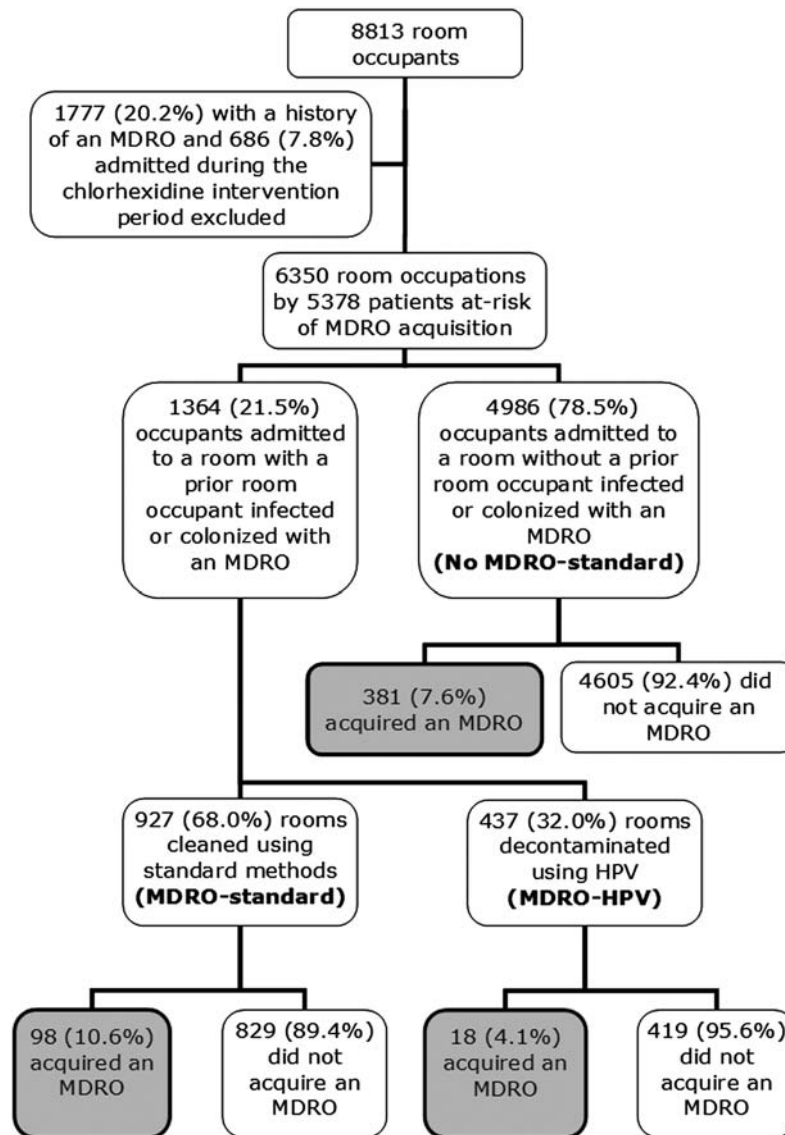 8813 room
occupants
1777 (20.2%) with a
history of an MDRO and
of an MDRO and 686 (7.8%)
admitted during the
chlorhexidine intervention
period excluded
6350 room occupations
by 5378 patients at-risk
of MDRO acquisition
1364 (21.5%)
occupants admitted
to a room with a
prior room
occupant infected
or colonized with
an MDRO
4986 (78.5%)
occupants admitted to
a room without a prior
room occupant infected
or colonized with an
MDRO
(No MDRO-standard)
381 (7.6%)
acquired an MDRO
4605 (92.4%) did
not acquire an
MDRO
927 (68.0%) rooms
cleaned using
standard methods
(MDRO-standard)
437 (32.0%) rooms
decontaminated
using HPV
(MDRO-HPV)
98 (10.6%)
acquired an
MDRO
829 (89.4%)
did not
acquire an
MDRO
18 (4.1%)
acquired an
MDRO
419 (95.6%)
did not
acquire an
MDRO